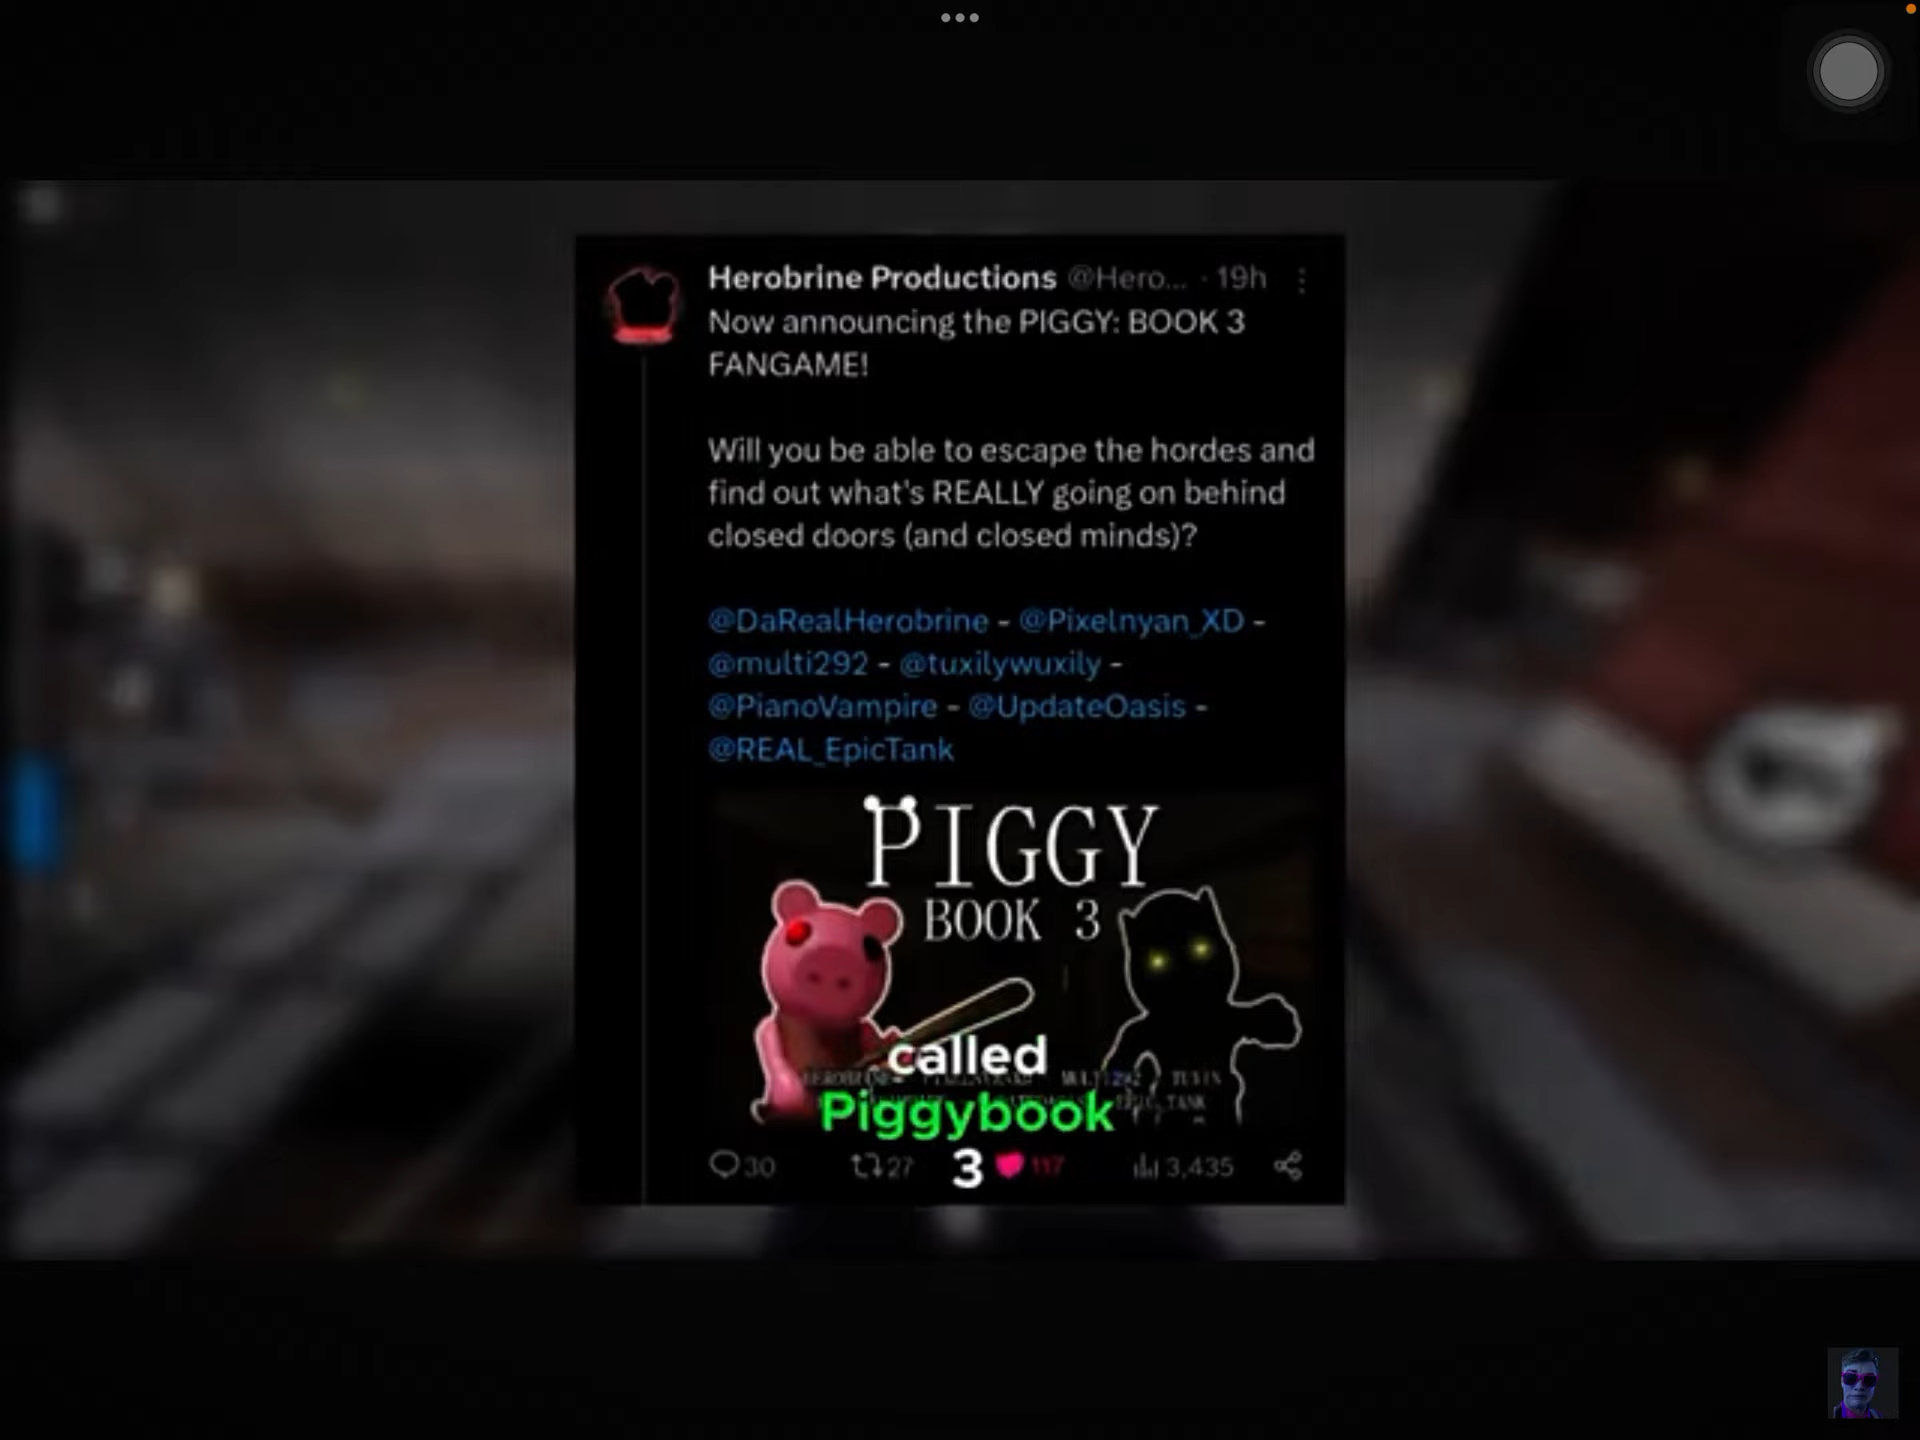 Herobrine Productions @Hero... · 19h
Now announcing the PIGGY: BOOK 3
FANGAME!
Will you be able to escape the hordes and
find out what's REALLY going on behind
closed doors (and closed minds)?
@DaRealHerobrine - @Pixelnyan_XD -
@multi292 - @tuxilywuxily -
@PianoVampire - @UpdateOasis -
@REAL_EpicTank
PIGGY
BOOK 3
called
Piggybook
3
30 27 117 3,435